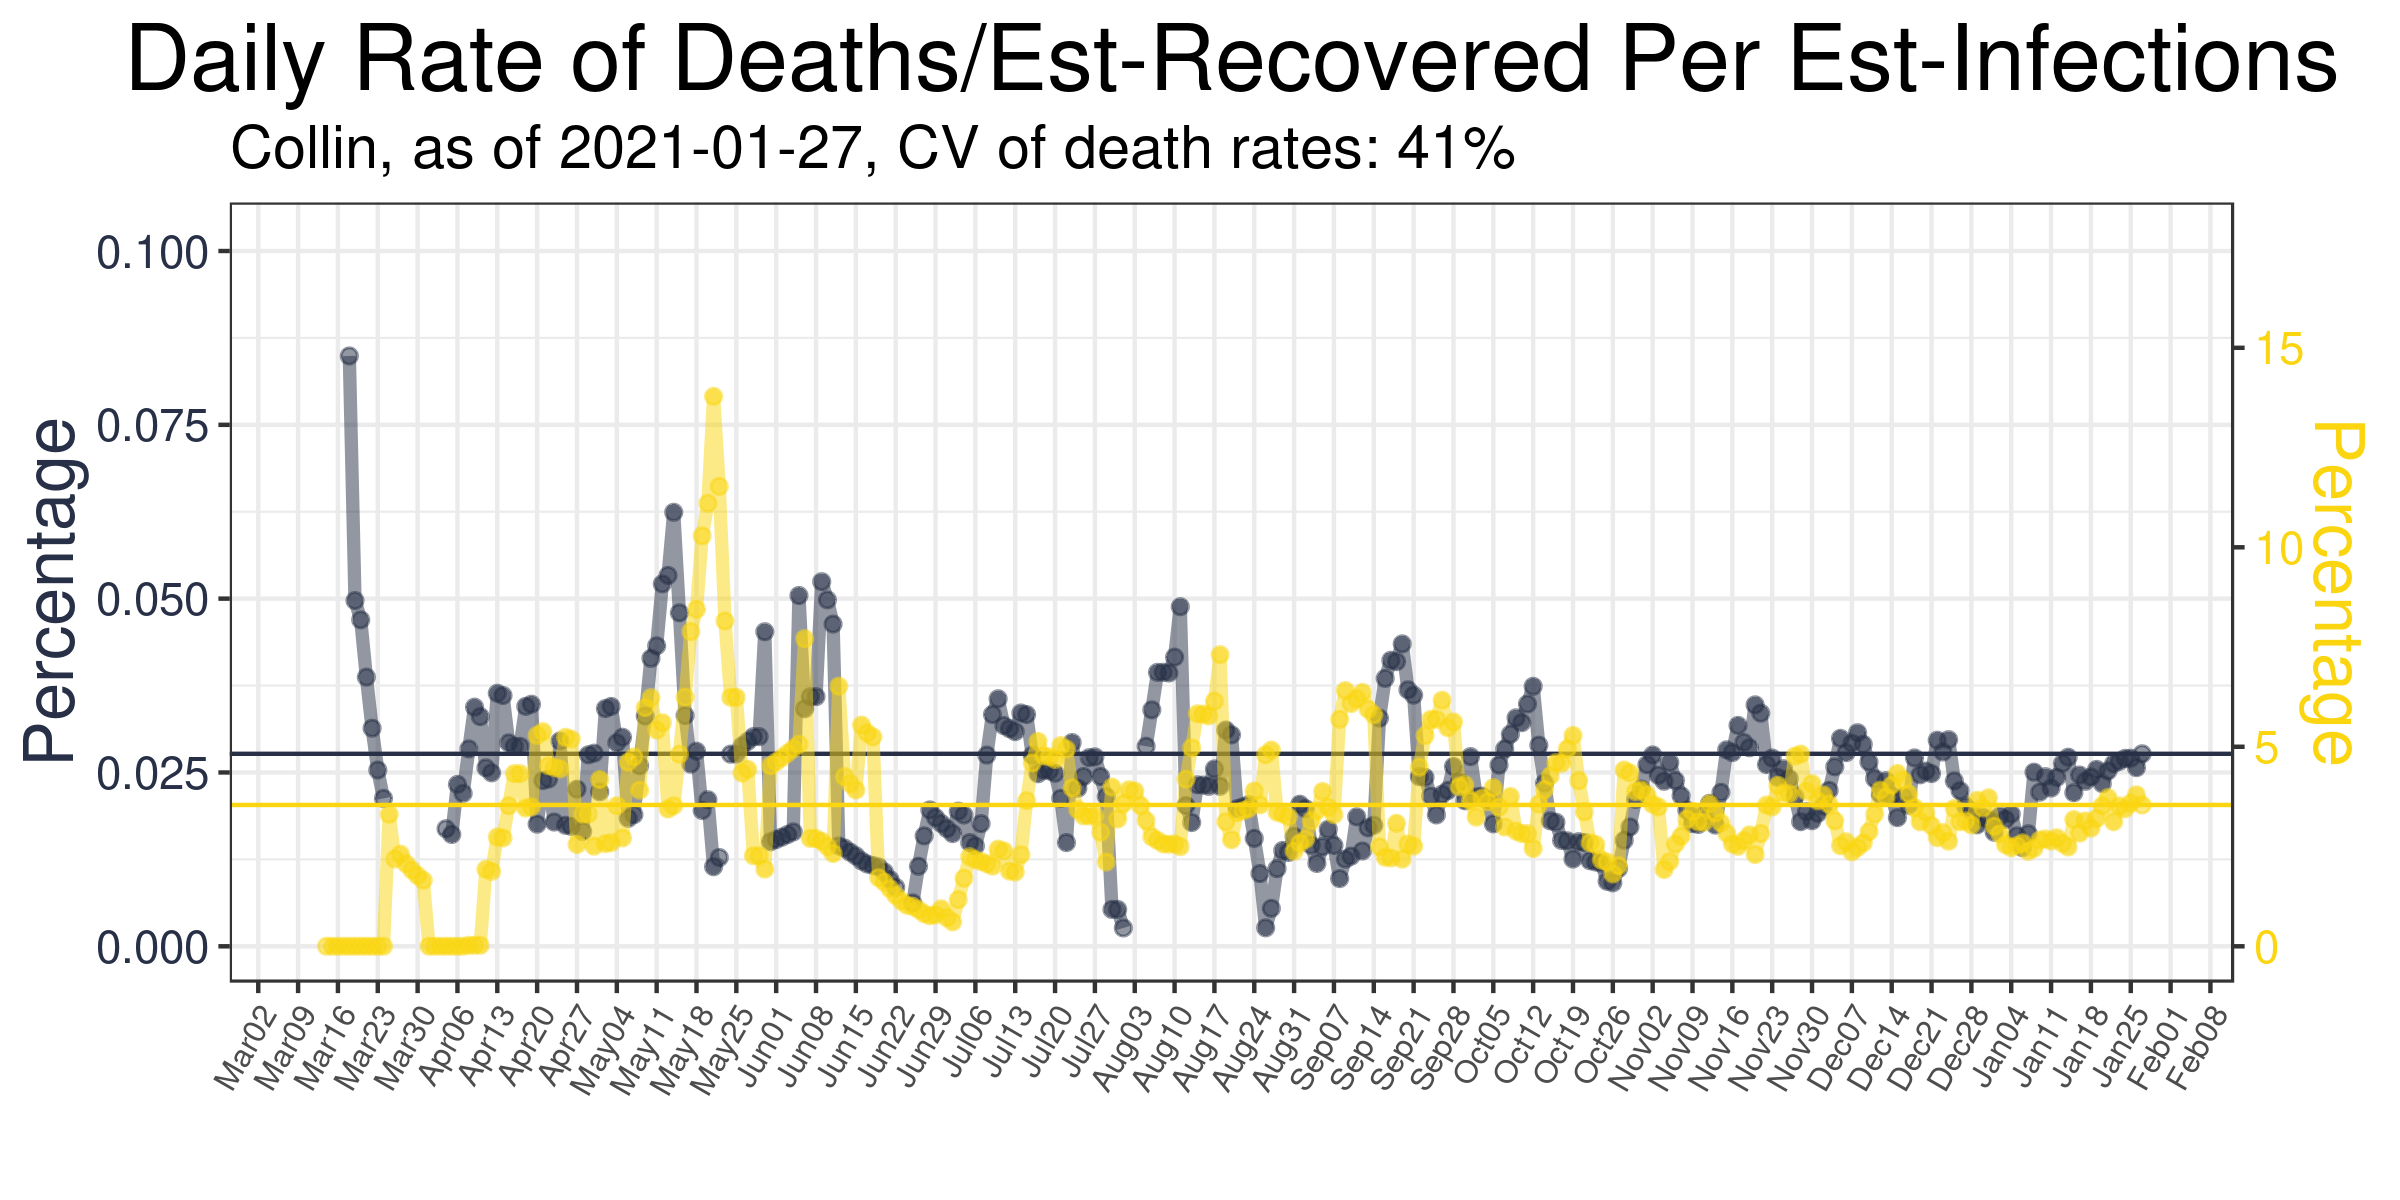 Daily Rate of Deaths/Est-Recovered Per Est-Infections
Collin, as of 2021-01-27, CV of death rates: 41%
Percentage
0.100
0.075
0.050
0.025
0.000
15
10
5
0
Percentage
Mar02
Mar09
Mar16
Mar23
Mar30
Apr06
Apr13
Apr20
Apr27
May04
May11
May18
May25
Jun01
Jun08
Jun15
Jun22
Jun29
Jul06
Jul13
Jul20
Jul27
Aug03
Aug10
Aug17
Aug24
Aug31
Sep07
Sep14
Sep21
Sep28
Oct05
Oct12
Oct19
Oct26
Nov02
Nov09
Nov16
Nov23
Nov30
Dec07
Dec14
Dec21
Dec28
Jan04
Jan11
Jan18
Jan25
Feb01
Feb08